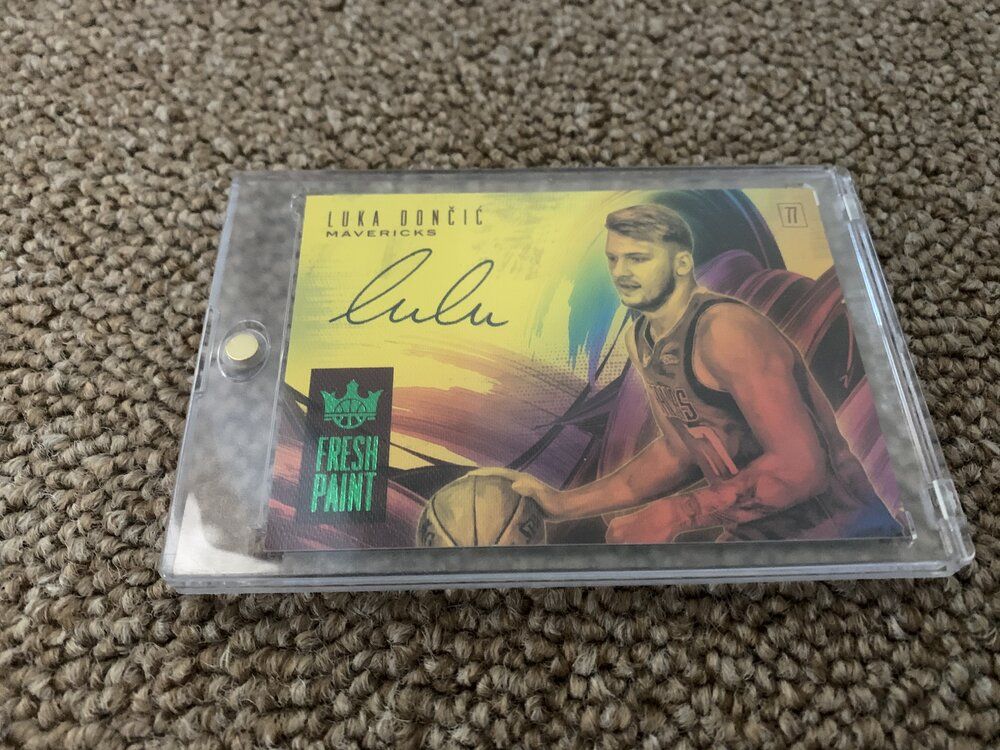 LUKA DONČIĆ
MAVERICKS
77
FRESH
PAINT